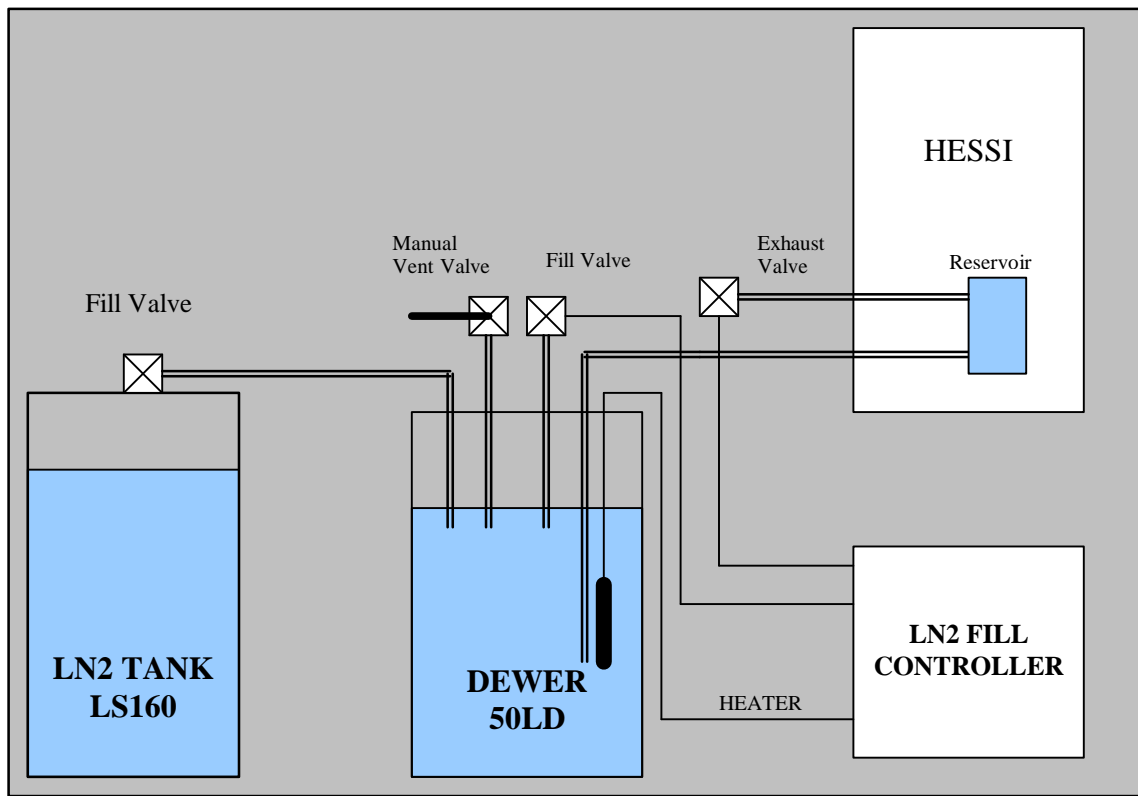 HESSI
Manual
Vent Valve
Fill Valve
Exhaust
Valve
Reservoir
Fill Valve
LN2 TANK
LS160
DEWER
50LD
HEATER
LN2 FILL
CONTROLLER